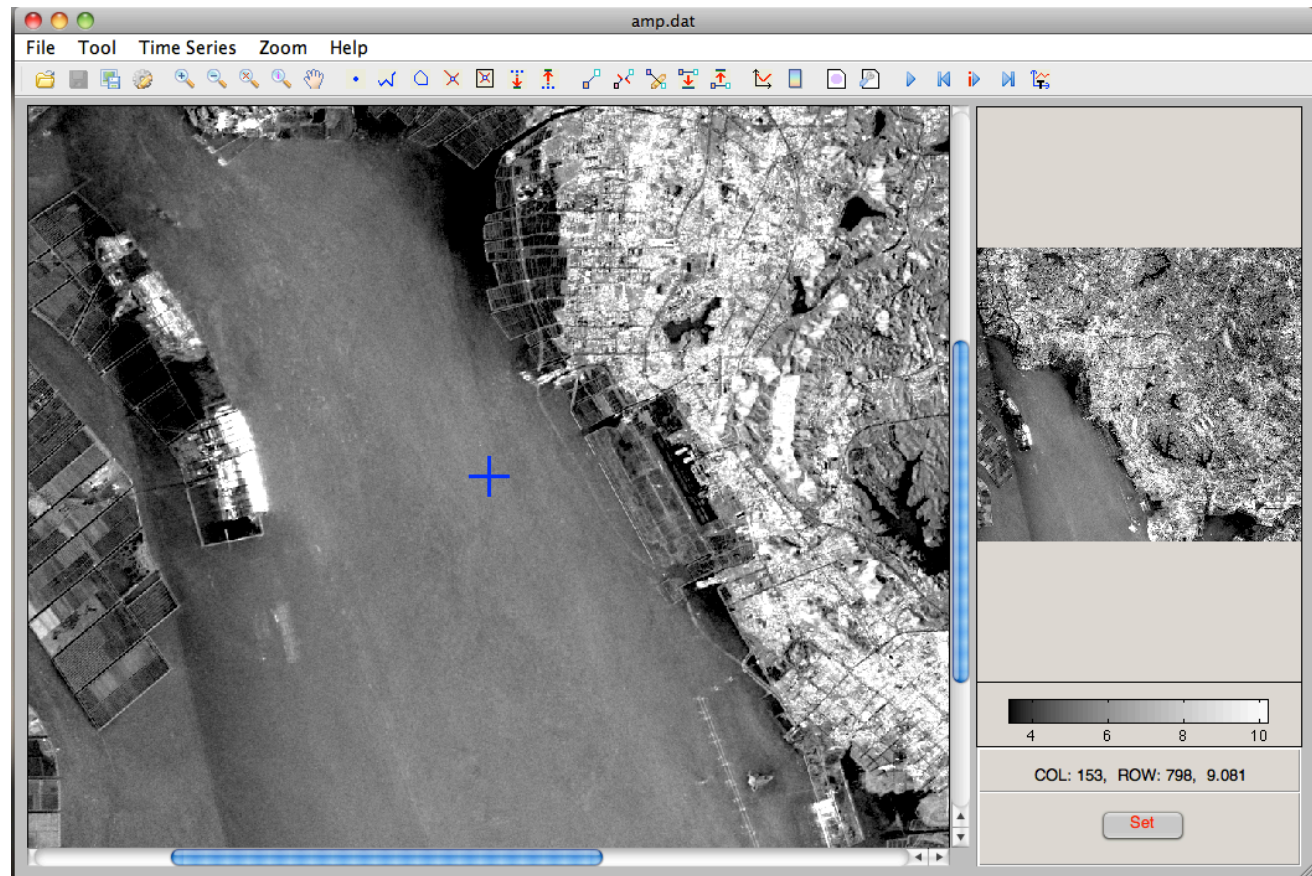 amp.dat
File Tool Time Series Zoom Help
4 6 8 10
COL: 153, ROW: 798, 9.081
Set